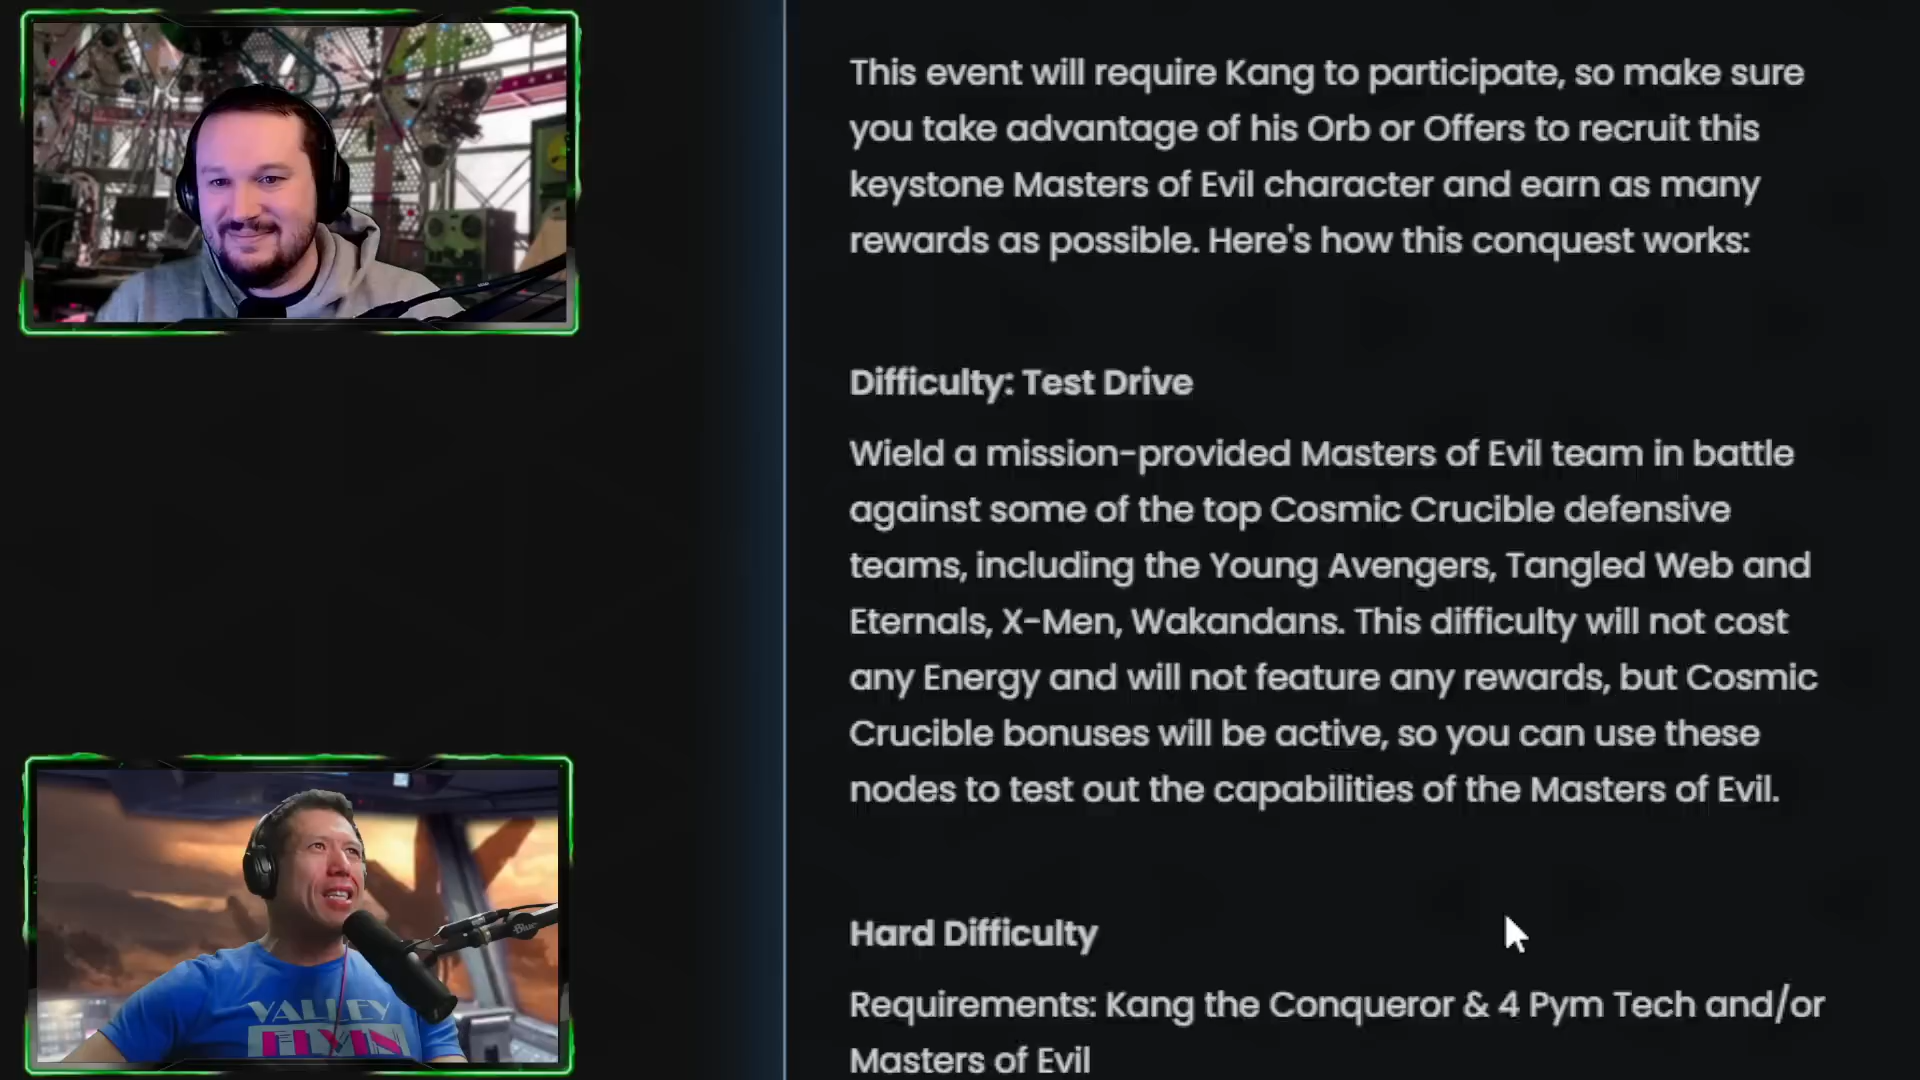 This event will require Kang to participate, so make sure
you take advantage of his Orb or Offers to recruit this
keystone Masters of Evil character and earn as many
rewards as possible. Here's how this conquest works:
Difficulty: Test Drive
Wield a mission-provided Masters of Evil team in battle
against some of the top Cosmic Crucible defensive
teams, including the Young Avengers, Tangled Web and
Eternals, X-Men, Wakandans. This difficulty will not cost
any Energy and will not feature any rewards, but Cosmic
Crucible bonuses will be active, so you can use these
nodes to test out the capabilities of the Masters of Evil.
Hard Difficulty
Requirements: Kang the Conqueror & 4 Pym Tech and/or
Masters of Evil
VALLEY
Blue